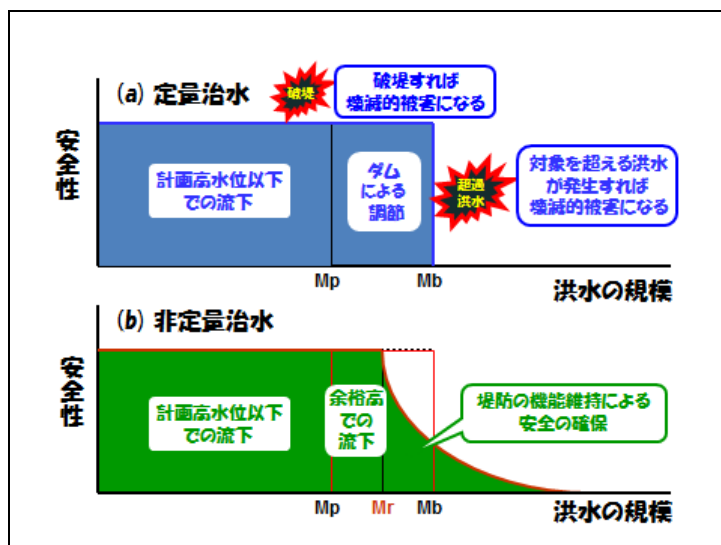 (a) 定量治水
破堤
破堤すれば
壊滅的被害になる
安全性
計画高水位以下
での流下
ダム
による
調節
超過
洪水
対象を超える洪水
が発生すれば
壊滅的被害になる
Mp
Mb
洪水の規模
(b) 非定量治水
安全性
計画高水位以下
での流下
余裕高
での
流下
堤防の機能維持による
安全の確保
Mp
Mr
Mb
洪水の規模